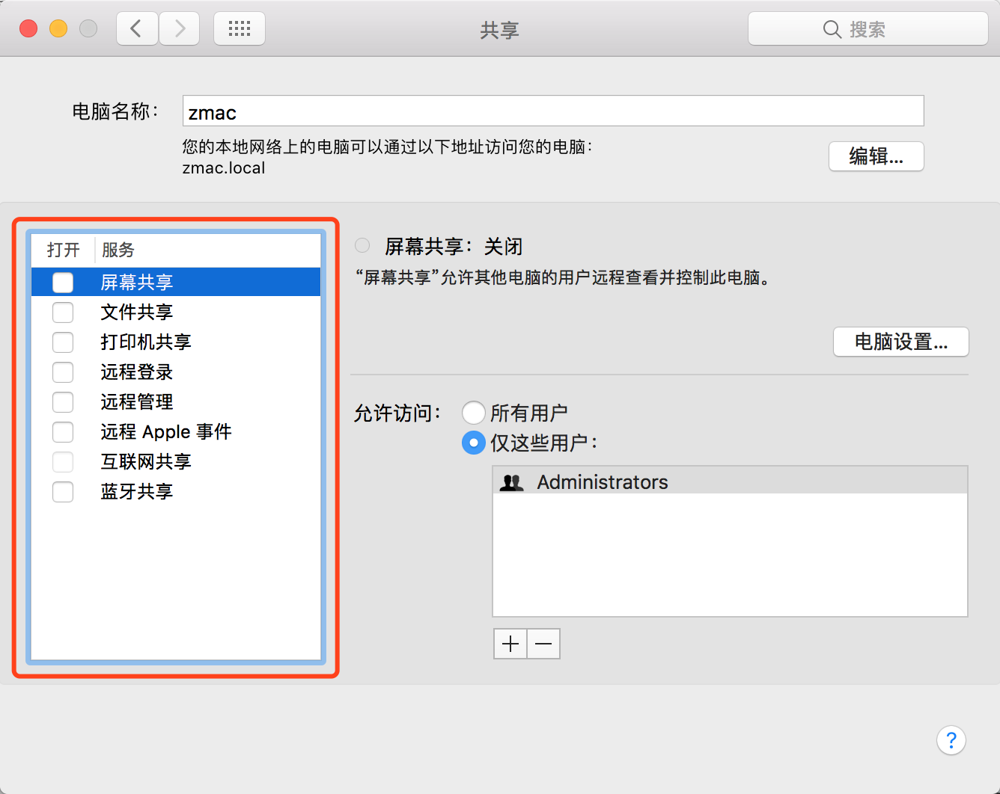 共享
搜索
电脑名称：
zmac
您的本地网络上的电脑可以通过以下地址访问您的电脑：
zmac.local
编辑...
打开 服务
屏幕共享
文件共享
打印机共享
远程登录
远程管理
远程 Apple 事件
互联网共享
蓝牙共享
屏幕共享：关闭
“屏幕共享”允许其他电脑的用户远程查看并控制此电脑。
电脑设置...
允许访问：
所有用户
仅这些用户：
Administrators
?